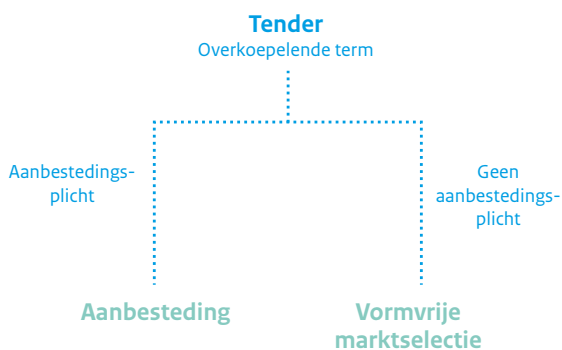 Tender
Overkoepelende term
Aanbestedings-
plicht
Geen
aanbestedings-
plicht
Aanbesteding
Vormvrije
marktselectie